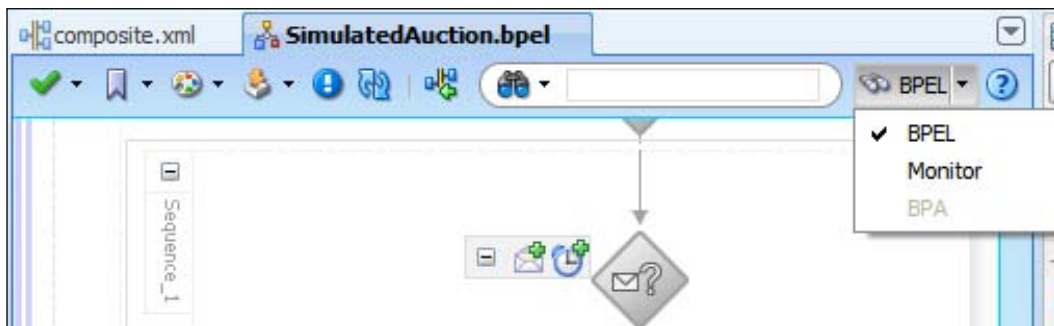 composite.xml
SimulatedAuction.bpel
BPEL
BPEL
Monitor
BPA
Sequence_1